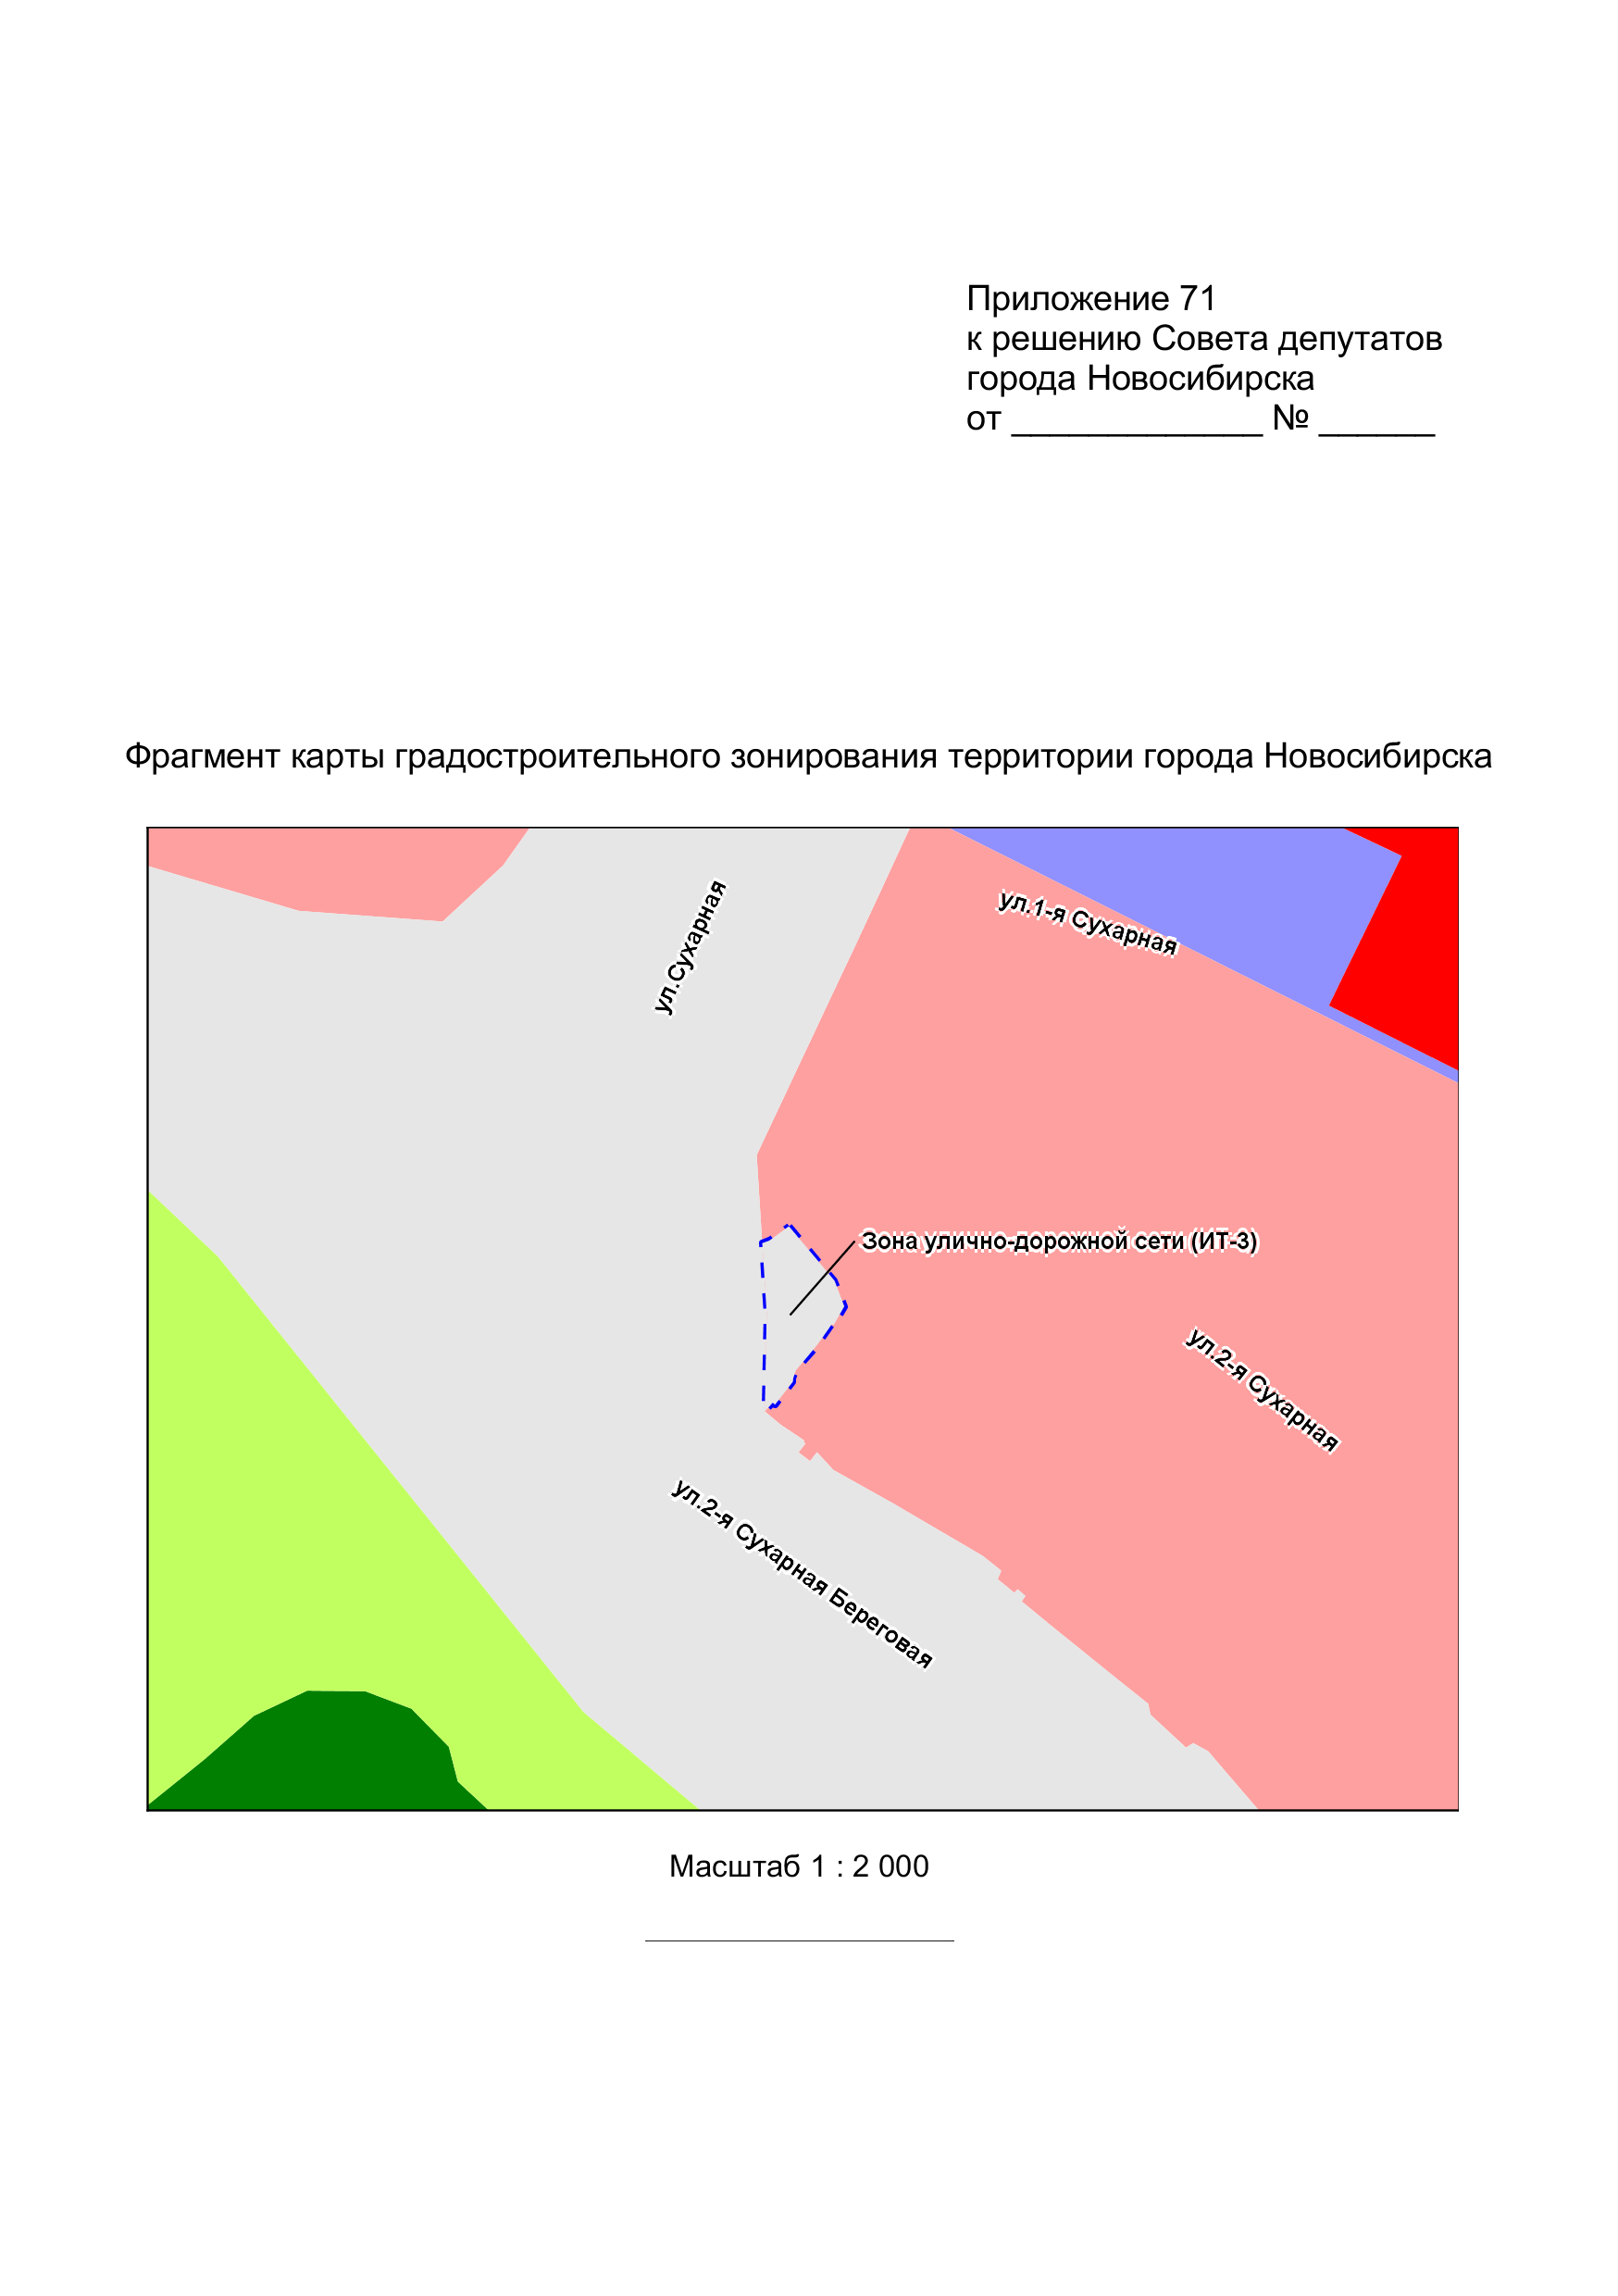 Приложение 71
к решению Совета депутатов
города Новосибирска
от _____________ № ______
Фрагмент карты градостроительного зонирования территории города Новосибирска
ул.Сухарная
ул.1-я Сухарная
Зона улично-дорожной сети (ИТ-3)
ул.2-я Сухарная
ул.2-я Сухарная Береговая
Масштаб 1 : 2 000